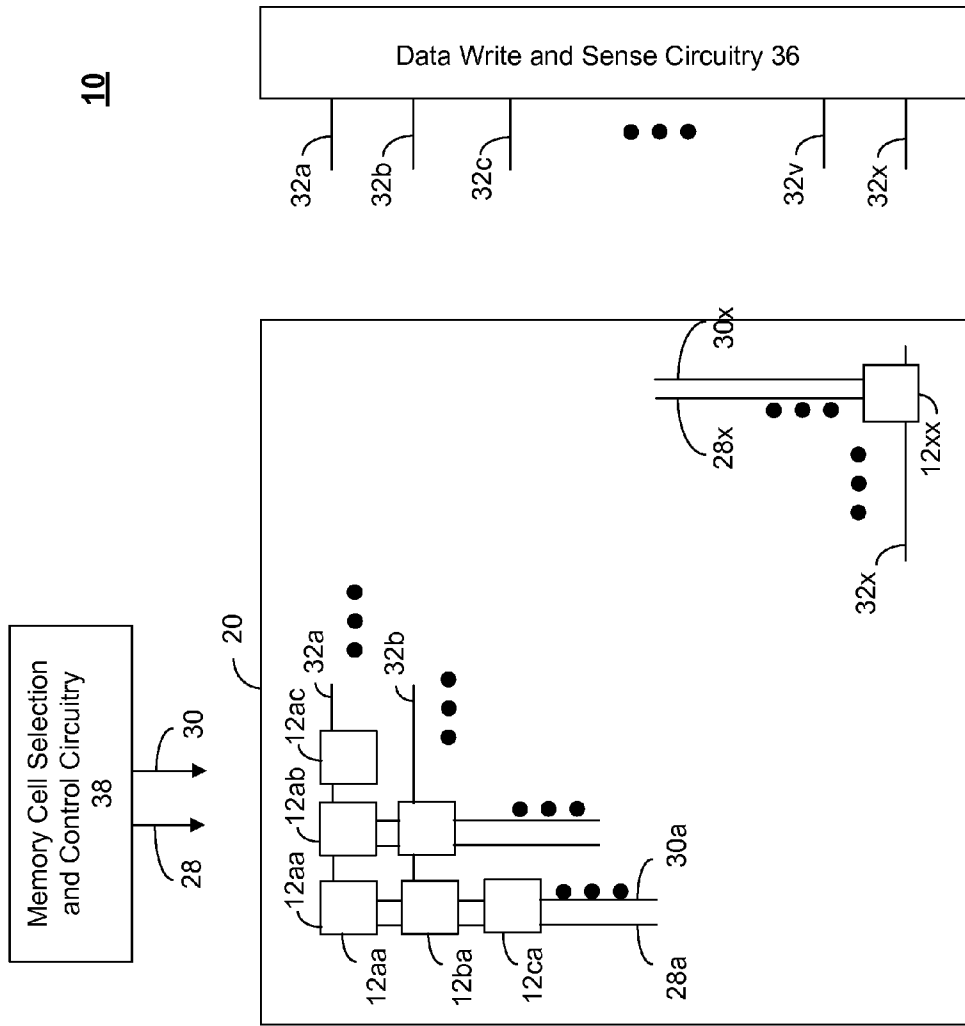 10
Memory Cell Selection
and Control Circuitry
38
28
30
20
12aa
12ab
12ac
32a
12aa
12ba
12ca
32b
28a
30a
28x
30x
32x
12xx
Data Write and Sense Circuitry 36
32a
32b
32c
32v
32x